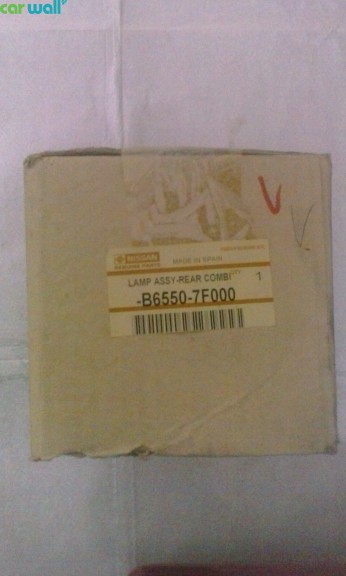 car wall
NISSAN
MADE IN SPAIN
LAMP ASSY-REAR COMBI 1
-B6550-7F000
V
V